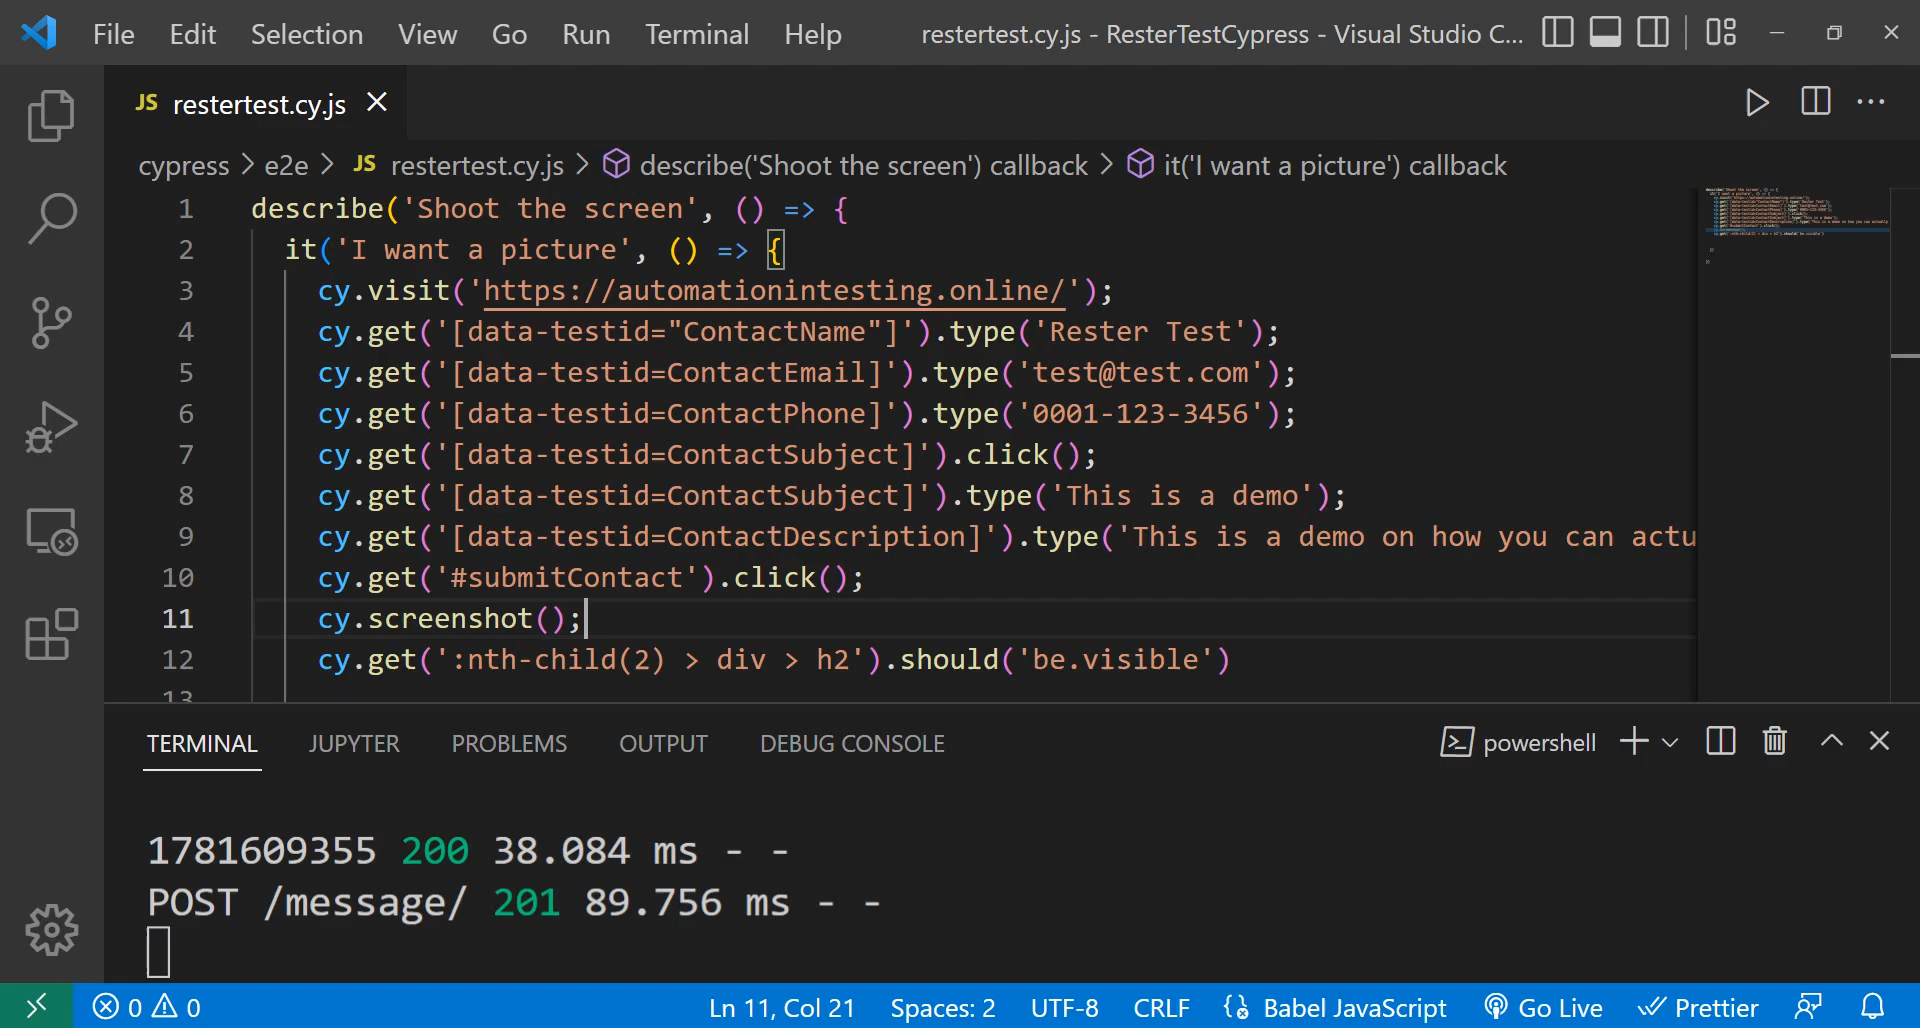 File Edit Selection View Go Run Terminal Help restertest.cy.js - ResterTestCypress - Visual Studio C...
JS restertest.cy.js
cypress > e2e > JS restertest.cy.js > describe('Shoot the screen') callback > it('I want a picture') callback
1 describe('Shoot the screen', () => {
2 it('I want a picture', () => {
3 cy.visit('https://automationintesting.online/');
4 cy.get('[data-testid="ContactName"]').type('Rester Test');
5 cy.get('[data-testid=ContactEmail]').type('test@test.com');
6 cy.get('[data-testid=ContactPhone]').type('0001-123-3456');
7 cy.get('[data-testid=ContactSubject]').click();
8 cy.get('[data-testid=ContactSubject]').type('This is a demo');
9 cy.get('[data-testid=ContactDescription]').type('This is a demo on how you can actu
10 cy.get('#submitContact').click();
11 cy.screenshot();
12 cy.get(':nth-child(2) > div > h2').should('be.visible')
13
TERMINAL JUPYTER PROBLEMS OUTPUT DEBUG CONSOLE powershell
1781609355 200 38.084 ms - -
POST /message/ 201 89.756 ms - -
0 0 Ln 11, Col 21 Spaces: 2 UTF-8 CRLF Babel JavaScript Go Live Prettier